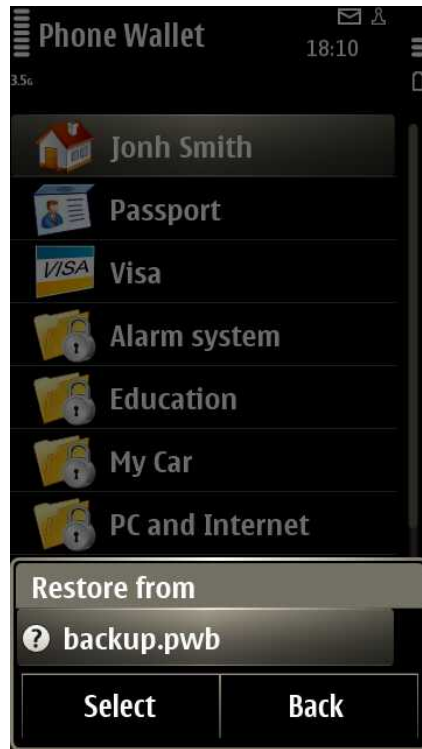 Phone Wallet
18:10
3.5G
Jonh Smith
Passport
VISA
Visa
Alarm system
Education
My Car
PC and Internet
Restore from
? backup.pwb
Select
Back